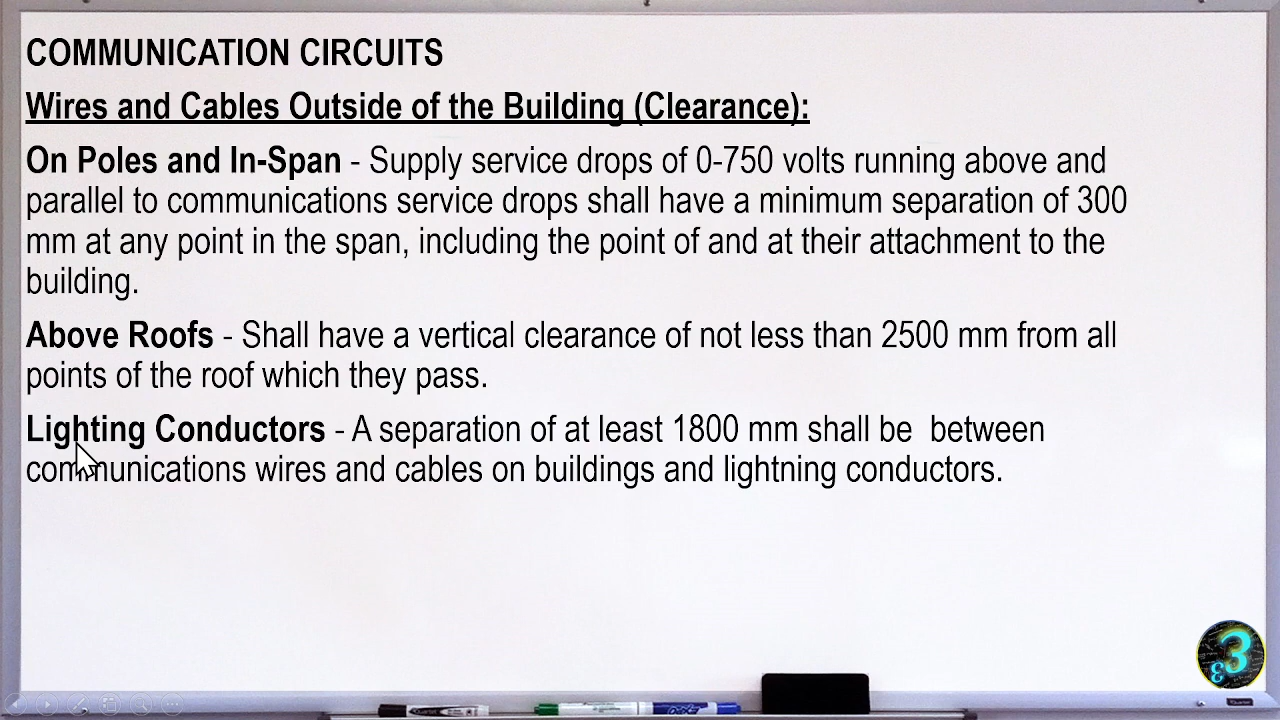 COMMUNICATION CIRCUITS
Wires and Cables Outside of the Building (Clearance):
On Poles and In-Span - Supply service drops of 0-750 volts running above and
parallel to communications service drops shall have a minimum separation of 300
mm at any point in the span, including the point of and at their attachment to the
building.
Above Roofs - Shall have a vertical clearance of not less than 2500 mm from all
points of the roof which they pass.
Lighting Conductors - A separation of at least 1800 mm shall be  between
communications wires and cables on buildings and lightning conductors.
ε3